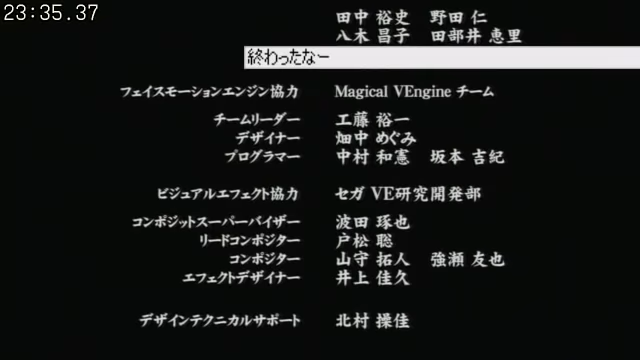 23:35.37
田中 裕史　野田 仁
八木 昌子　田部井 恵里
終わったなー
フェイスモーションエンジン協力　Magical VEngine チーム
チームリーダー　工藤 裕一
デザイナー　畑中 めぐみ
プログラマー　中村 和憲　坂本 吉紀
ビジュアルエフェクト協力　セガ VE研究開発部
コンポジットスーパーバイザー　波田 琢也
リードコンポジター　戸松 聡
コンポジター　山守 拓人　強瀬 友也
エフェクトデザイナー　井上 佳久
デザインテクニカルサポート　北村 操佳